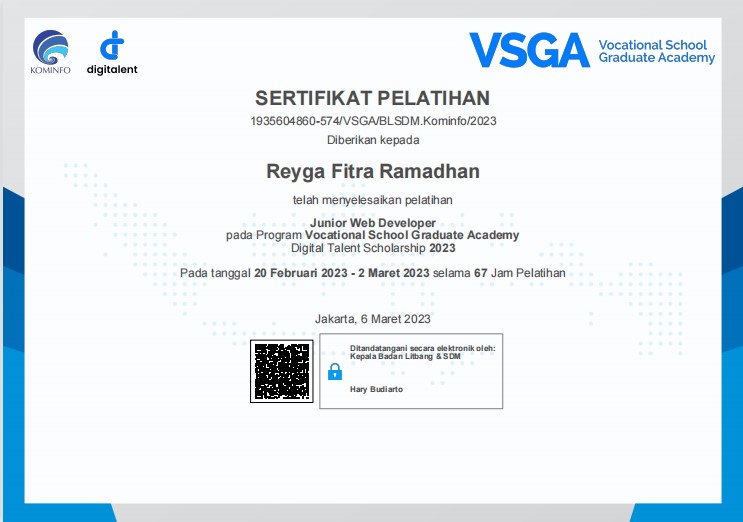 KOMINFO
digitalent
VSGA
Vocational School
Graduate Academy
SERTIFIKAT PELATIHAN
1935604860-574/VSGA/BLSDM.Kominfo/2023
Diberikan kepada
Reyga Fitra Ramadhan
telah menyelesaikan pelatihan
Junior Web Developer
pada Program Vocational School Graduate Academy
Digital Talent Scholarship 2023
Pada tanggal 20 Februari 2023 - 2 Maret 2023 selama 67 Jam Pelatihan
Jakarta, 6 Maret 2023
Ditandatangani secara elektronik oleh:
Kepala Badan Litbang & SDM
Hary Budiarto